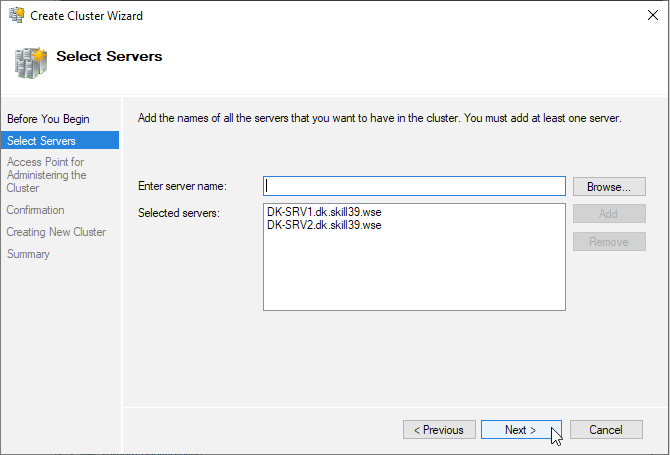 Create Cluster Wizard
Select Servers
Before You Begin
Select Servers
Access Point for
Administering the
Cluster
Confirmation
Creating New Cluster
Summary
Add the names of all the servers that you want to have in the cluster. You must add at least one server.
Enter server name:
Browse...
Selected servers:
DK-SRV1.dk.skill39.wse
DK-SRV2.dk.skill39.wse
Add
Remove
< Previous
Next >
Cancel